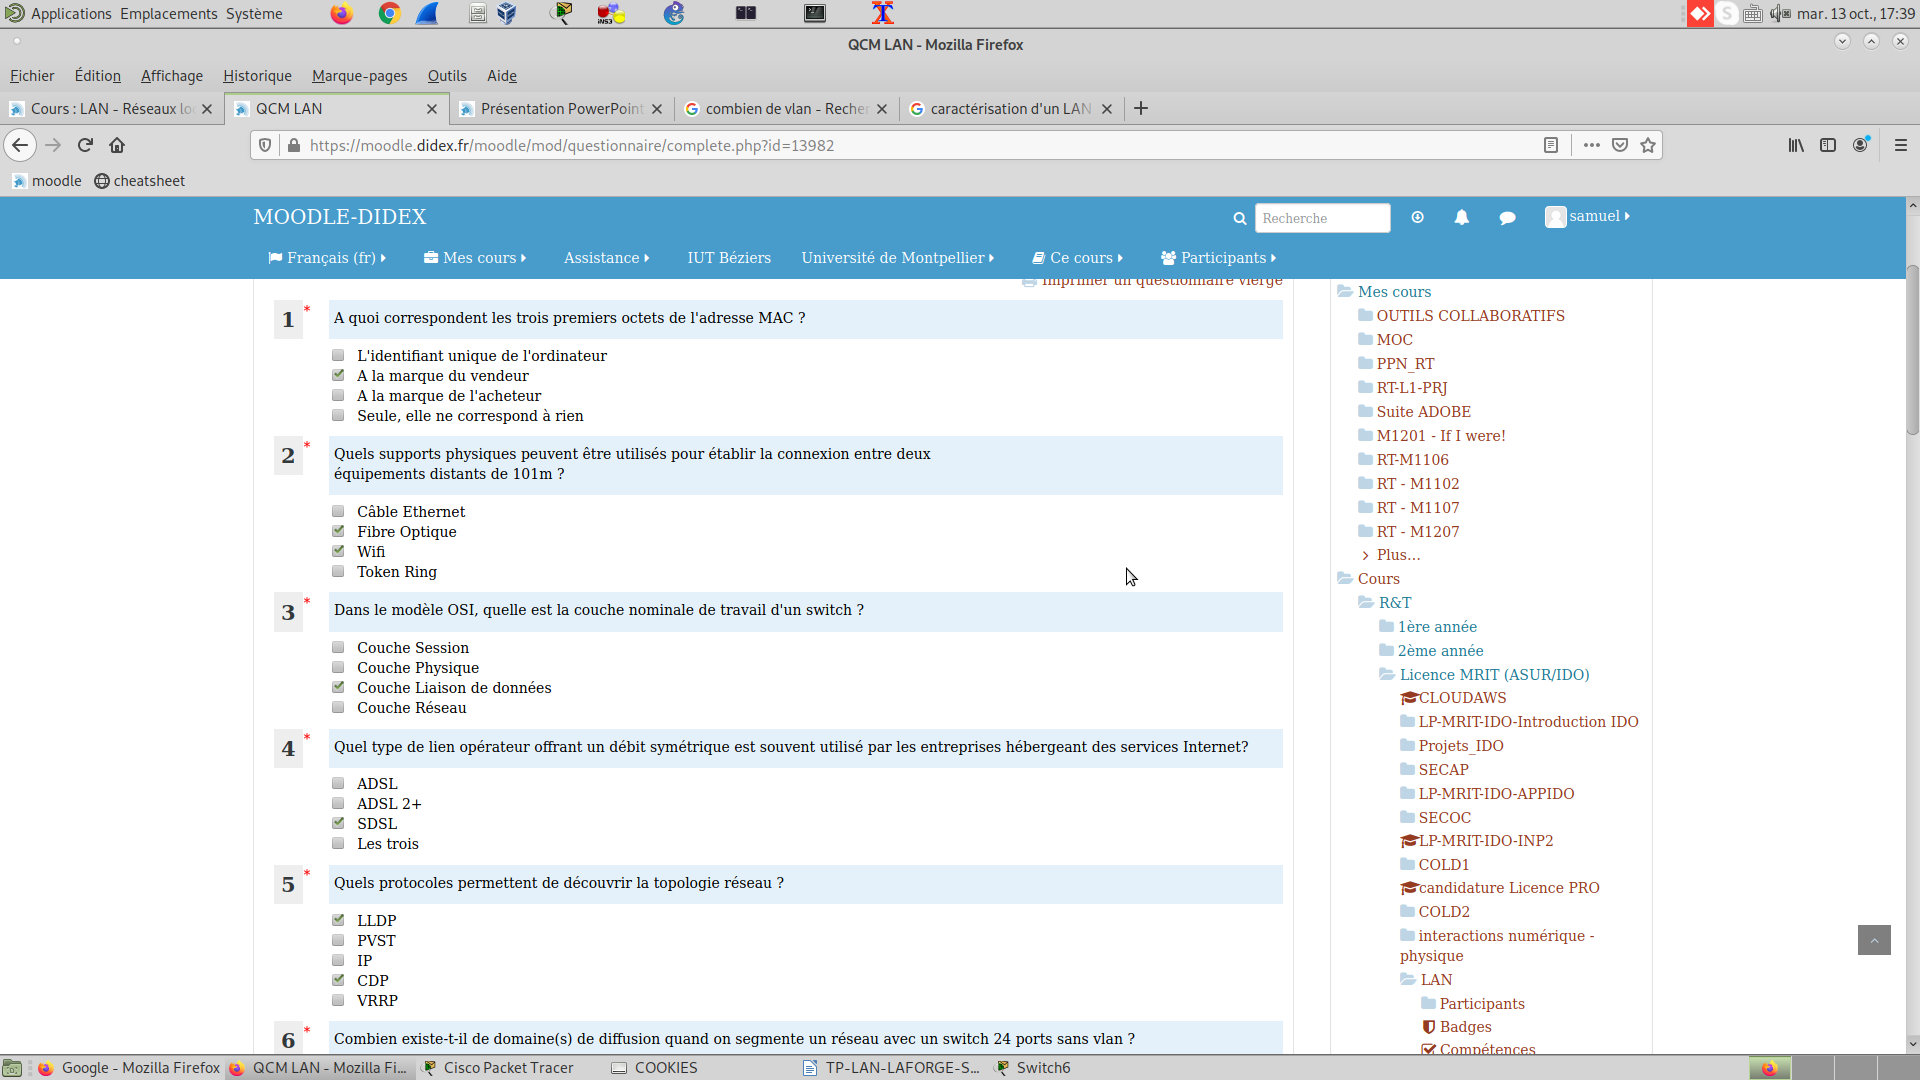 Applications Emplacements Système
mar. 13 oct., 17:39
QCM LAN - Mozilla Firefox
Fichier Édition Affichage Historique Marque-pages Outils Aide
Cours : LAN - Réseaux lo
QCM LAN
Présentation PowerPoint
combien de vlan - Recher
caractérisation d'un LAN
https://moodle.didex.fr/moodle/mod/questionnaire/complete.php?id=13982
moodle cheatsheet
MOODLE-DIDEX
Recherche
samuel
Français (fr) Mes cours Assistance IUT Béziers Université de Montpellier Ce cours Participants
Imprimer un questionnaire vierge
1 * A quoi correspondent les trois premiers octets de l'adresse MAC ?
L'identifiant unique de l'ordinateur
A la marque du vendeur
A la marque de l'acheteur
Seule, elle ne correspond à rien
2 * Quels supports physiques peuvent être utilisés pour établir la connexion entre deux
équipements distants de 101m ?
Câble Ethernet
Fibre Optique
Wifi
Token Ring
3 * Dans le modèle OSI, quelle est la couche nominale de travail d'un switch ?
Couche Session
Couche Physique
Couche Liaison de données
Couche Réseau
4 * Quel type de lien opérateur offrant un débit symétrique est souvent utilisé par les entreprises hébergeant des services Internet?
ADSL
ADSL 2+
SDSL
Les trois
5 * Quels protocoles permettent de découvrir la topologie réseau ?
LLDP
PVST
IP
CDP
VRRP
6 * Combien existe-t-il de domaine(s) de diffusion quand on segmente un réseau avec un switch 24 ports sans vlan ?
Mes cours
OUTILS COLLABORATIFS
MOC
PPN_RT
RT-L1-PRJ
Suite ADOBE
M1201 - If I were!
RT-M1106
RT - M1102
RT - M1107
RT - M1207
Plus...
Cours
R&T
1ère année
2ème année
Licence MRIT (ASUR/IDO)
CLOUDAWS
LP-MRIT-IDO-Introduction IDO
Projets_IDO
SECAP
LP-MRIT-IDO-APPIDO
SECOC
LP-MRIT-IDO-INP2
COLD1
candidature Licence PRO
COLD2
interactions numérique -
physique
LAN
Participants
Badges
Compétences
Google - Mozilla Firefox
QCM LAN - Mozilla Fi...
Cisco Packet Tracer
COOKIES
TP-LAN-LAFORGE-S...
Switch6